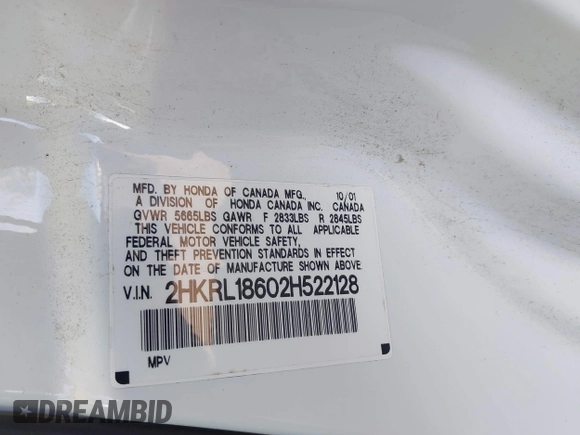 MFD. BY HONDA OF CANADA MFG., 10/01
A DIVISION OF HONDA CANADA INC. CANADA
GVWR 5665LBS GAWR F 2833LBS R 2845LBS
THIS VEHICLE CONFORMS TO ALL APPLICABLE
FEDERAL MOTOR VEHICLE SAFETY,
AND THEFT PREVENTION STANDARDS IN EFFECT
ON THE DATE OF MANUFACTURE SHOWN ABOVE
V.I.N. 2HKRL18602H522128
MPV
DREAMBID